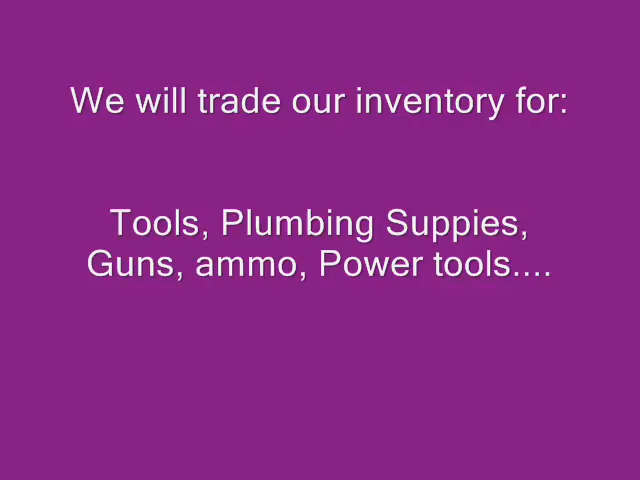 We will trade our inventory for:
Tools, Plumbing Suppies,
Guns, ammo, Power tools....